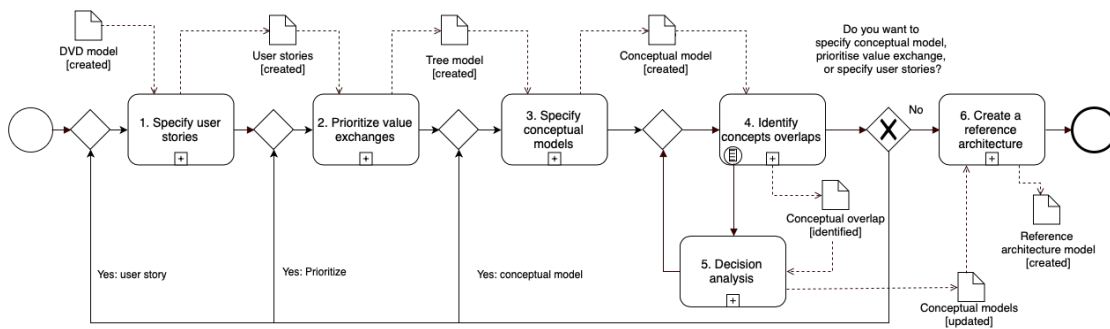 DVD model
[created]
User stories
[created]
Tree model
[created]
Conceptual model
[created]
Do you want to
specify conceptual model,
prioritise value exchange,
or specify user stories?
1. Specify user
stories
2. Prioritize value
exchanges
3. Specify
conceptual
models
4. Identify
concepts overlaps
No
6. Create a
reference
architecture
Conceptual overlap
[identified]
Reference
architecture model
[created]
5. Decision
analysis
Yes: user story
Yes: Prioritize
Yes: conceptual model
Conceptual models
[updated]